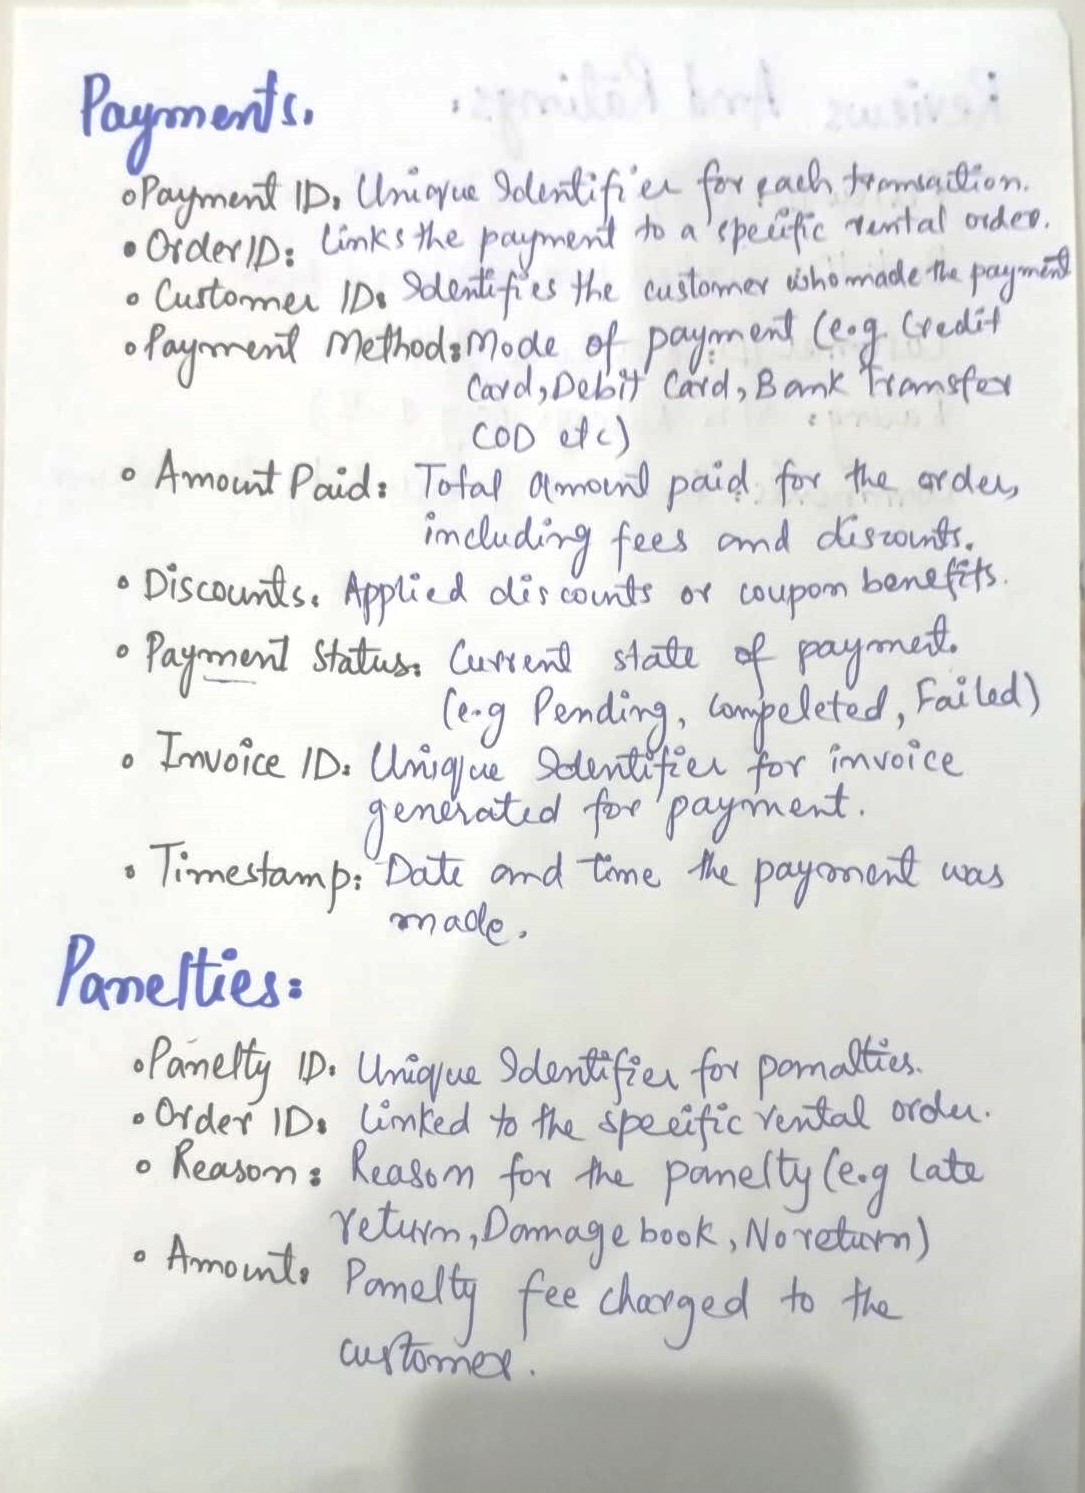 Payments:
Payment ID: Unique Identifier for each transaction.
Order ID: Links the payment to a specific rental order.
Customer ID: Identifies the customer who made the payment
Payment Method: Mode of payment (e.g Credit
Card, Debit Card, Bank Transfer
COD etc)
Amount Paid: Total amount paid for the order,
including fees and discounts.
Discounts: Applied discounts or coupon benefits.
Payment Status: Current state of payment.
(e.g Pending, Compeleted, Failed)
Invoice ID: Unique Identifier for invoice
generated for payment.
Timestamp: Date and time the payment was
made.
Panelties:
Panelty ID: Unique Identifier for panalties.
Order ID: Linked to the specific rental order.
Reason: Reason for the panelty (e.g Late
return, Damage book, No return)
Amount: Panelty fee charged to the
customer.